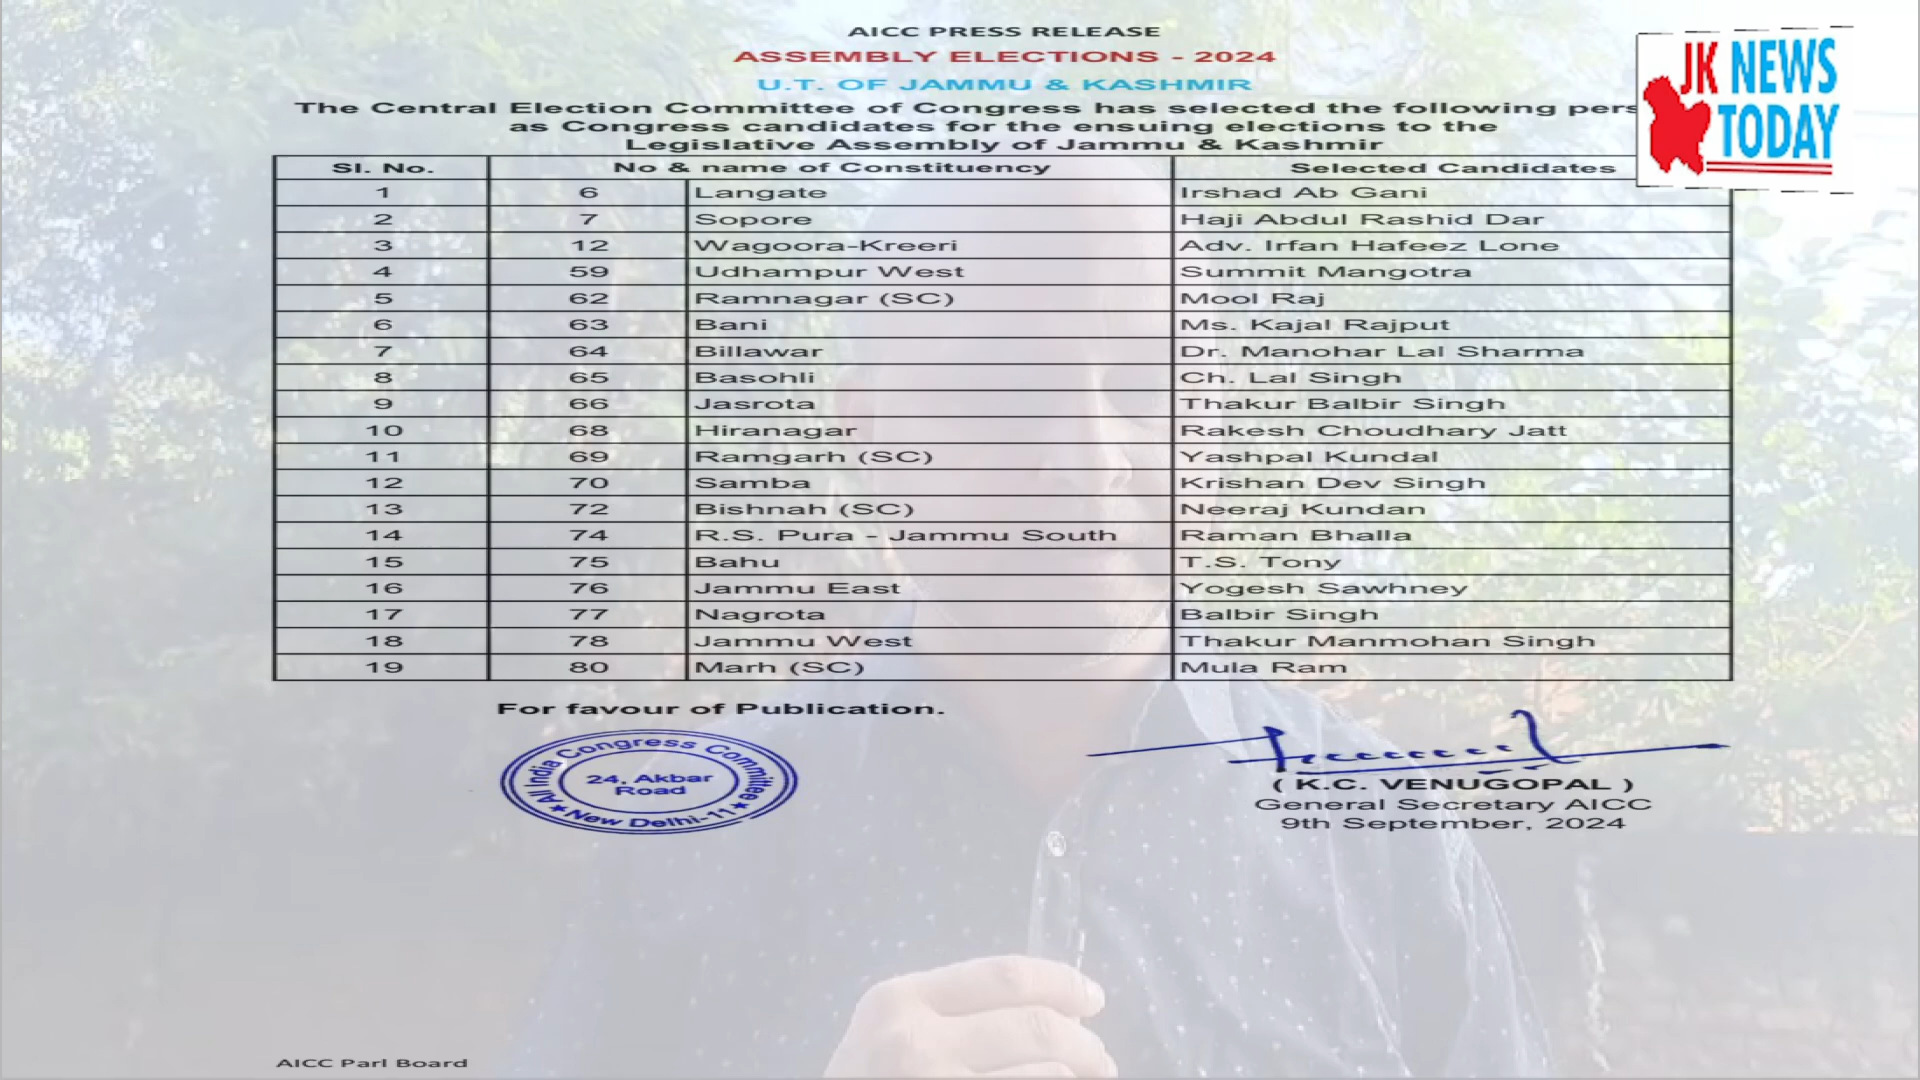 AICC PRESS RELEASE
ASSEMBLY ELECTIONS - 2024
U.T. OF JAMMU & KASHMIR
The Central Election Committee of Congress has selected the following
as Congress candidates for the ensuing elections to the
Legislative Assembly of Jammu & Kashmir
JK NEWS
TODAY
Sl. No. No & name of Constituency Selected Candidates
1 6 Langate Irshad Ab Gani
2 7 Sopore Haji Abdul Rashid Dar
3 12 Wagoora-Kreeri Adv. Irfan Hafeez Lone
4 59 Udhampur West Summit Mangotra
5 62 Ramnagar (SC) Mool Raj
6 63 Bani Ms. Kajal Rajput
7 64 Billawar Dr. Manohar Lal Sharma
8 65 Basohli Ch. Lal Singh
9 66 Jasrota Thakur Balbir Singh
10 68 Hiranagar Rakesh Choudhary Jatt
11 69 Ramgarh (SC) Yashpal Kundal
12 70 Samba Krishan Dev Singh
13 72 Bishnah (SC) Neeraj Kundan
14 74 R.S. Pura - Jammu South Raman Bhalla
15 75 Bahu T.S. Tony
16 76 Jammu East Yogesh Sawhney
17 77 Nagrota Balbir Singh
18 78 Jammu West Thakur Manmohan Singh
19 80 Marh (SC) Mula Ram
For favour of Publication.
All India Congress Committee
24, Akbar
Road
New Delhi-11
( K.C. VENUGOPAL )
General Secretary AICC
9th September, 2024
AICC Parl Board